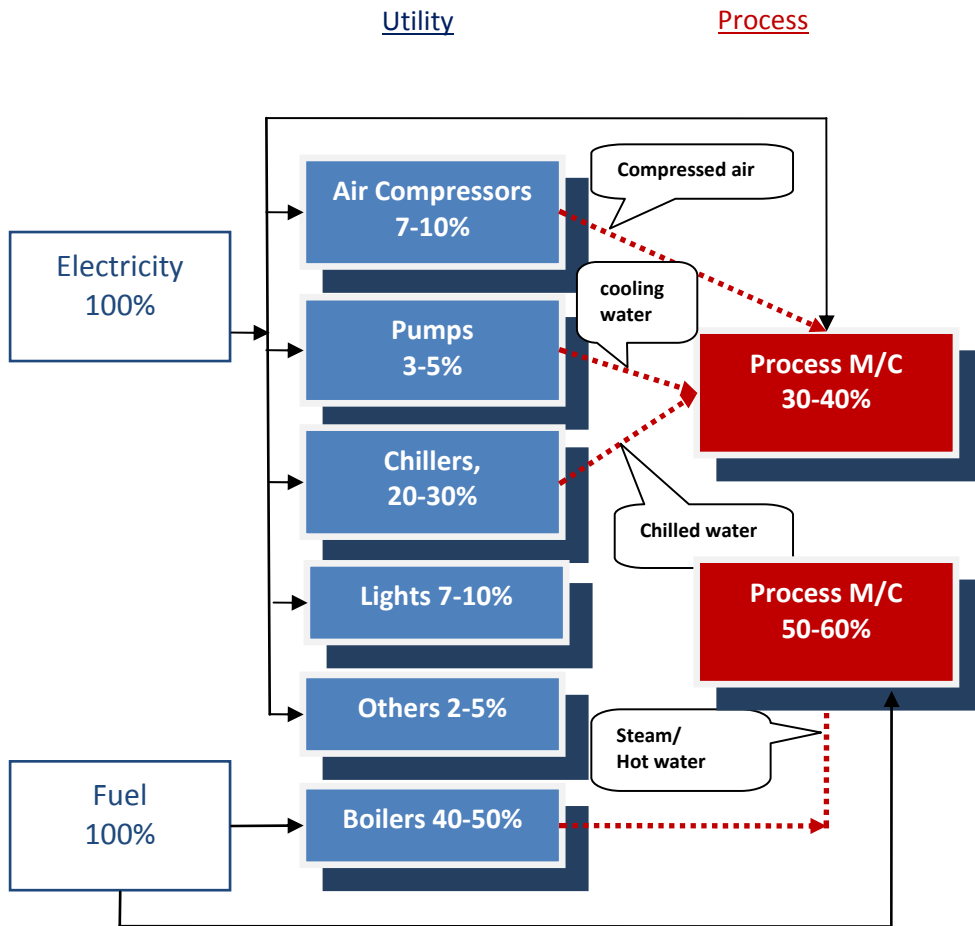 Utility
Process
Air Compressors
7-10%
Compressed air
Electricity
100%
cooling
water
Pumps
3-5%
Process M/C
30-40%
Chillers,
20-30%
Chilled water
Lights 7-10%
Process M/C
50-60%
Others 2-5%
Steam/
Hot water
Fuel
100%
Boilers 40-50%